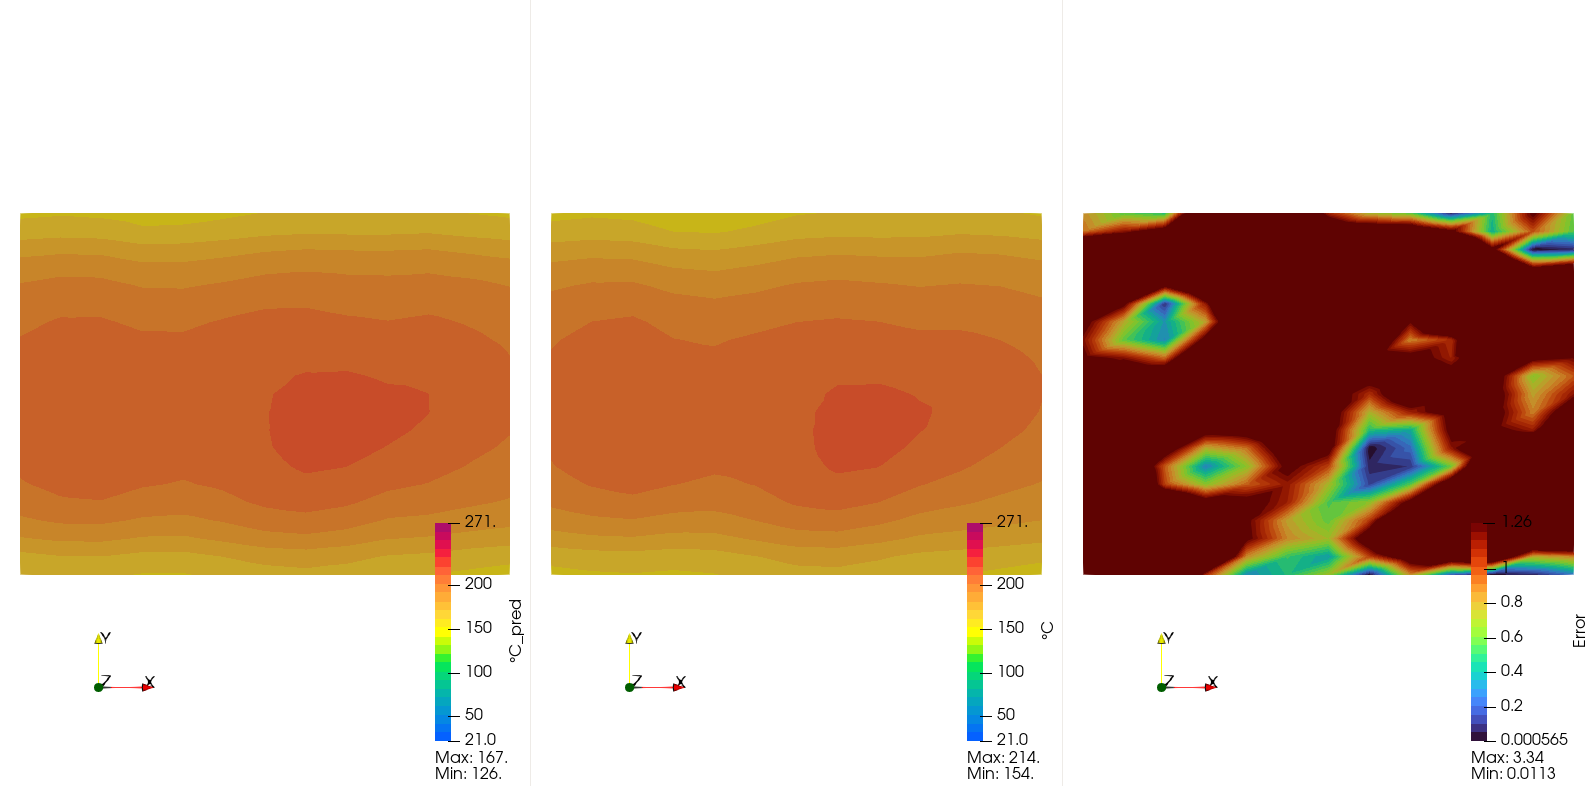 271.
200
150
100
50
21.0
°C_pred
Max: 167.
Min: 126.
Y
Z
X
271.
200
150
100
50
21.0
°C
Max: 214.
Min: 154.
Y
Z
X
1.26
1
0.8
0.6
0.4
0.2
0.000565
Error
Max: 3.34
Min: 0.0113
Y
Z
X